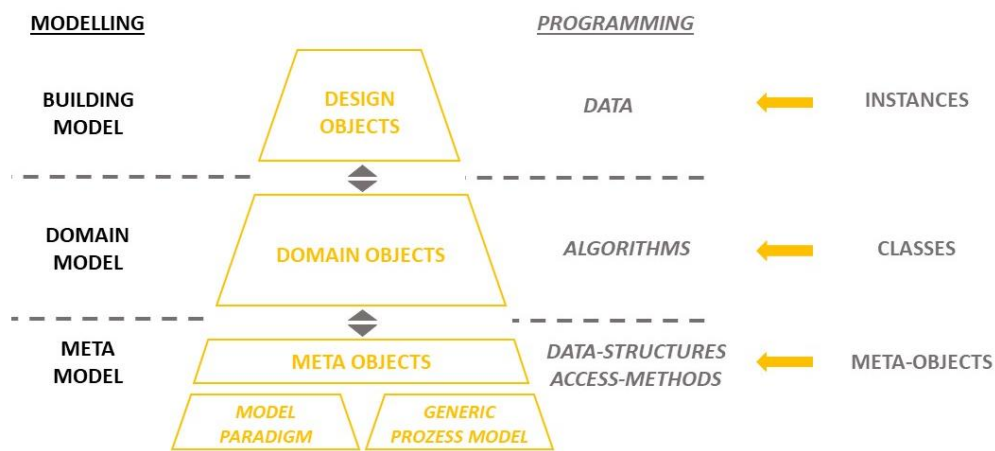 MODELLING
PROGRAMMING
BUILDING
MODEL
DESIGN
OBJECTS
DATA
INSTANCES
DOMAIN
MODEL
DOMAIN OBJECTS
ALGORITHMS
CLASSES
META
MODEL
META OBJECTS
DATA-STRUCTURES
ACCESS-METHODS
META-OBJECTS
MODEL
PARADIGM
GENERIC
PROZESS MODEL